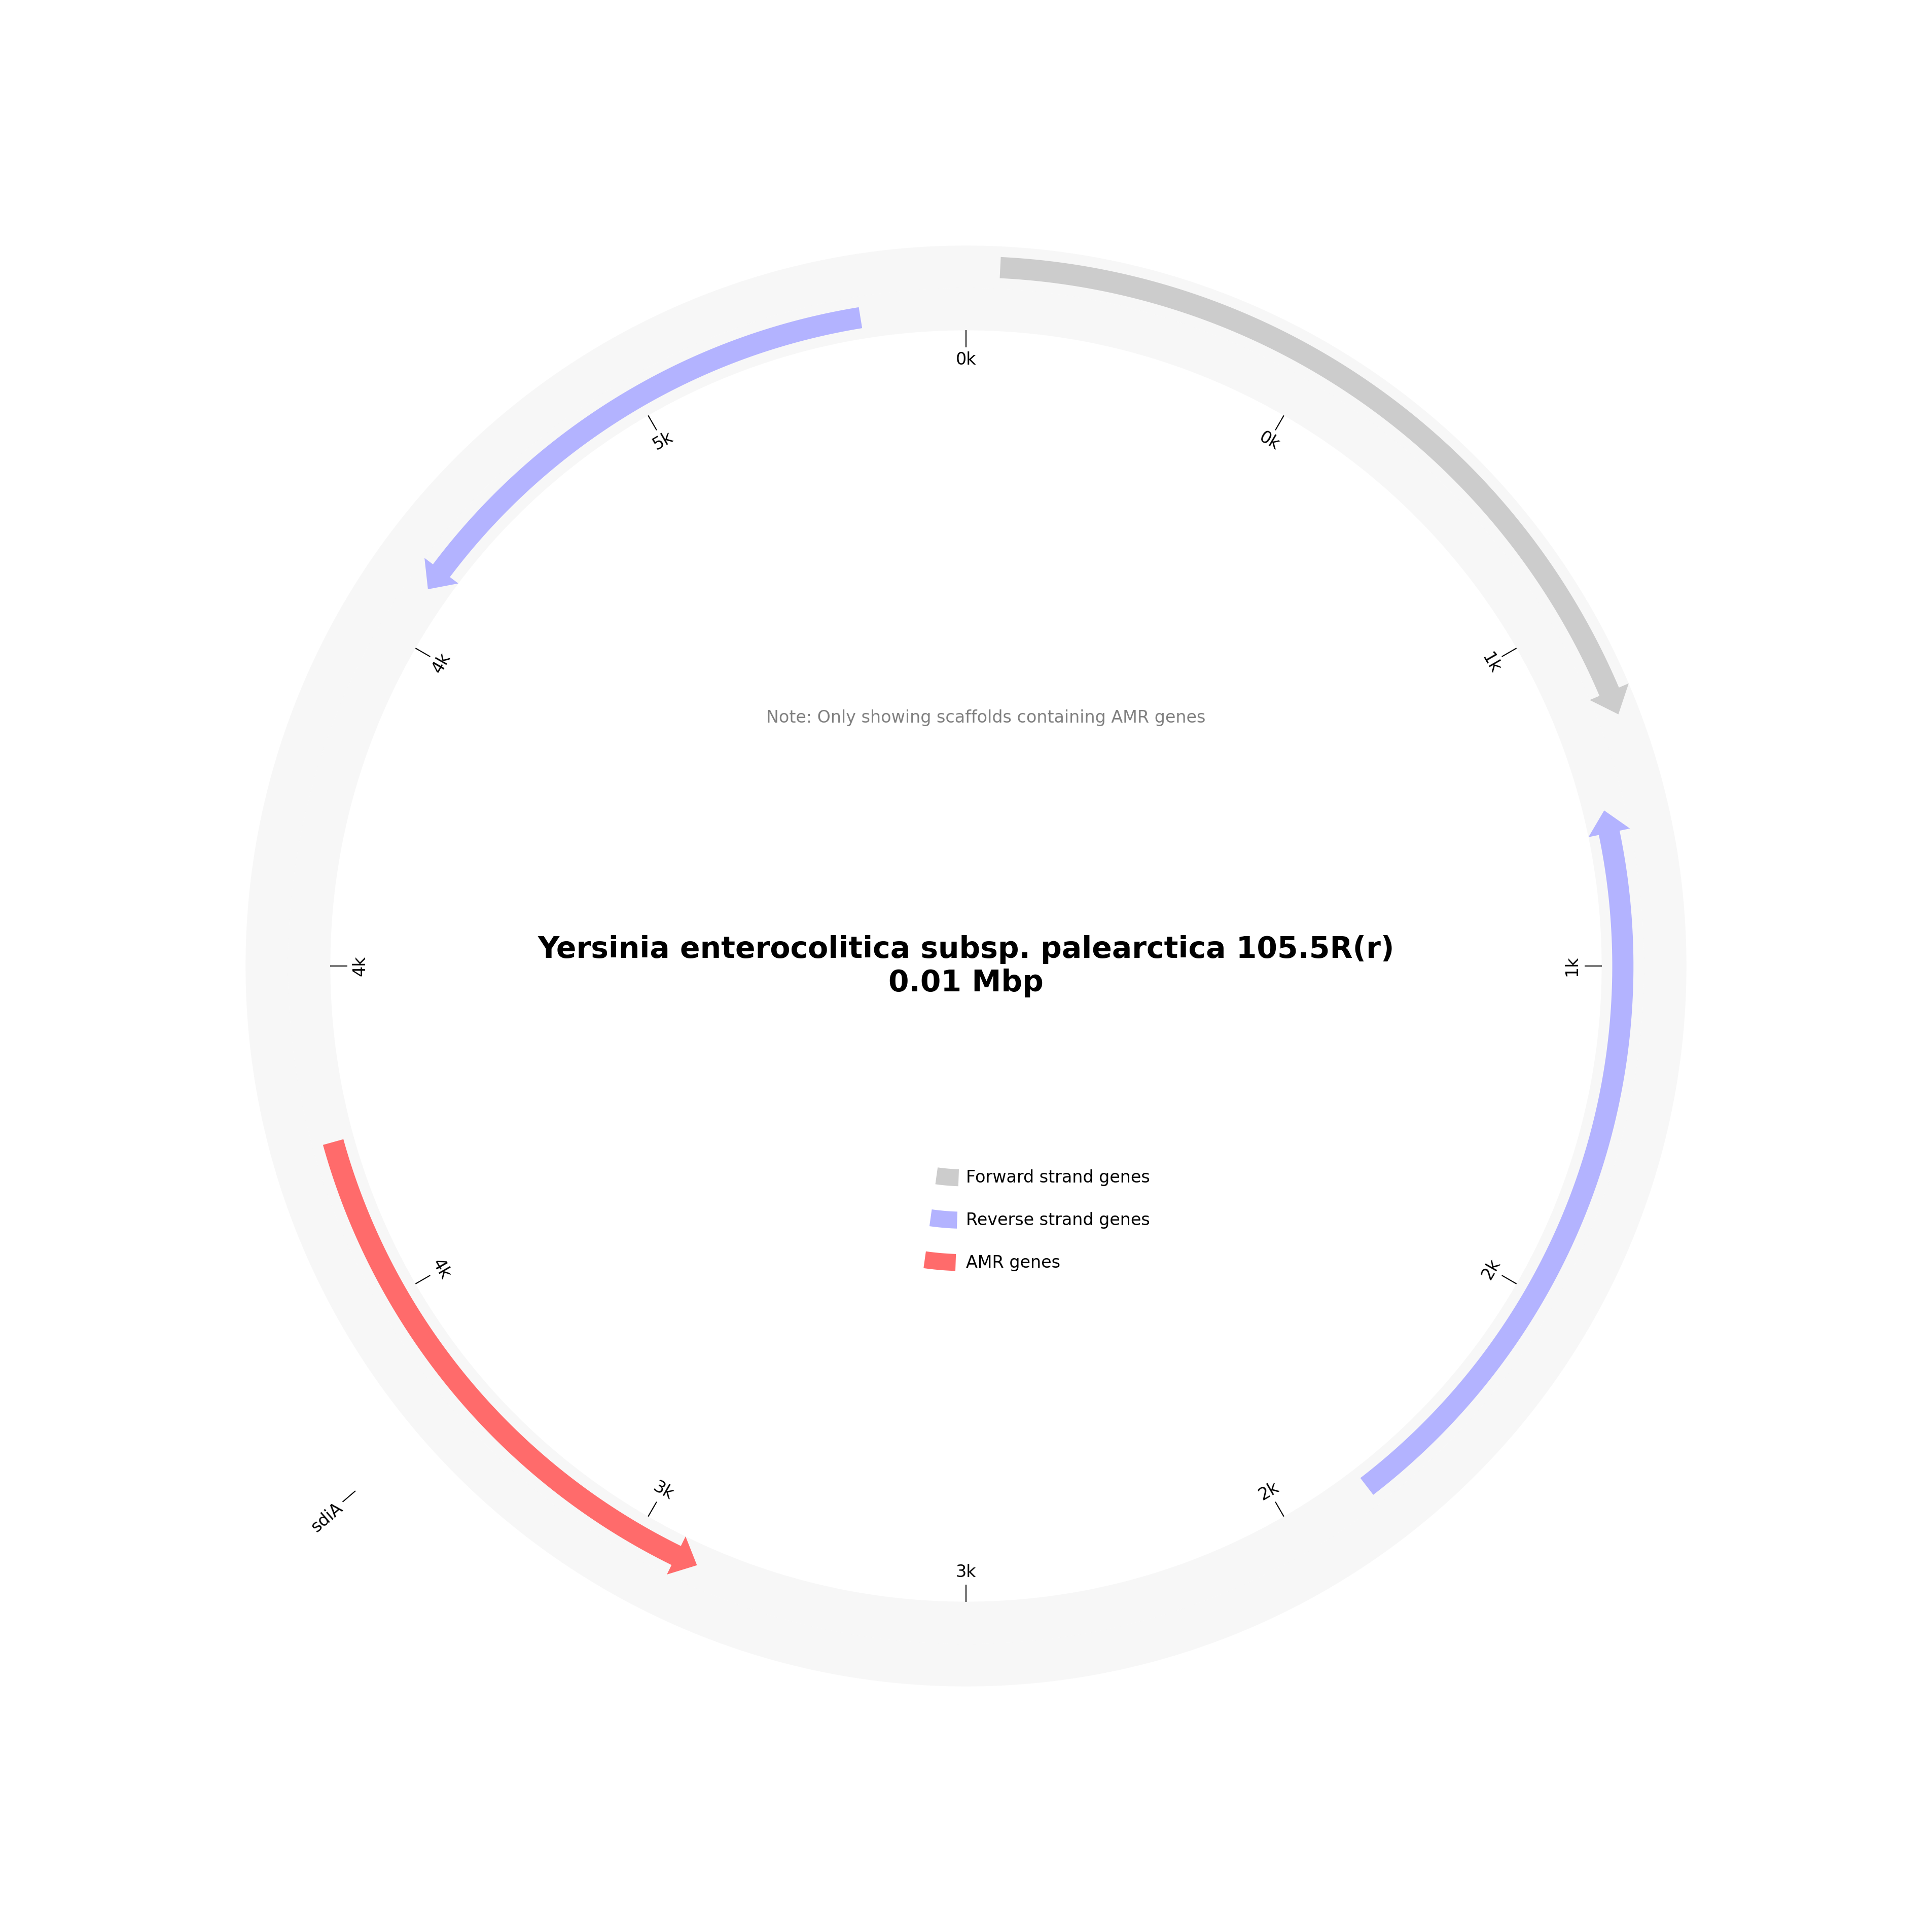 0k
0k
5k
4k
1k
Note: Only showing scaffolds containing AMR genes
Yersinia enterocolitica subsp. palearctica 105.5R(r)
0.01 Mbp
4k
1k
Forward strand genes
Reverse strand genes
AMR genes
4k
2k
3k
2k
sdiA
3k